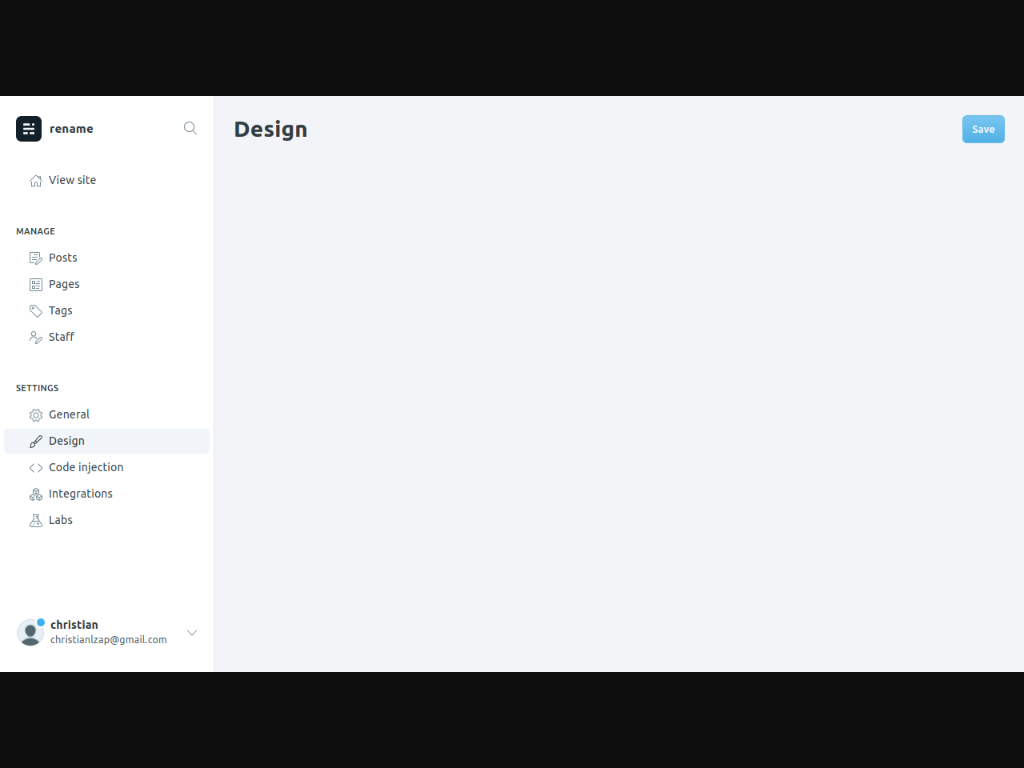 rename
Design
Save
View site
MANAGE
Posts
Pages
Tags
Staff
SETTINGS
General
Design
Code injection
Integrations
Labs
christian
christianlzap@gmail.com